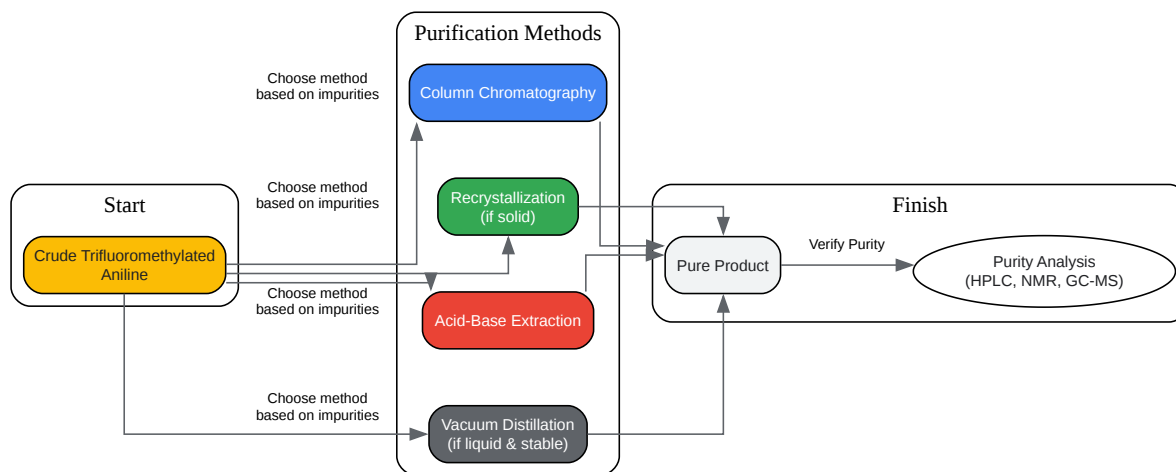 Purification Methods
Choose method
based on impurities
Column Chromatography
Choose method
based on impurities
Recrystallization
(if solid)
Start
Crude Trifluoromethylated
Aniline
Choose method
based on impurities
Acid-Base Extraction
Choose method
based on impurities
Vacuum Distillation
(if liquid & stable)
Finish
Pure Product
Verify Purity
Purity Analysis
(HPLC, NMR, GC-MS)